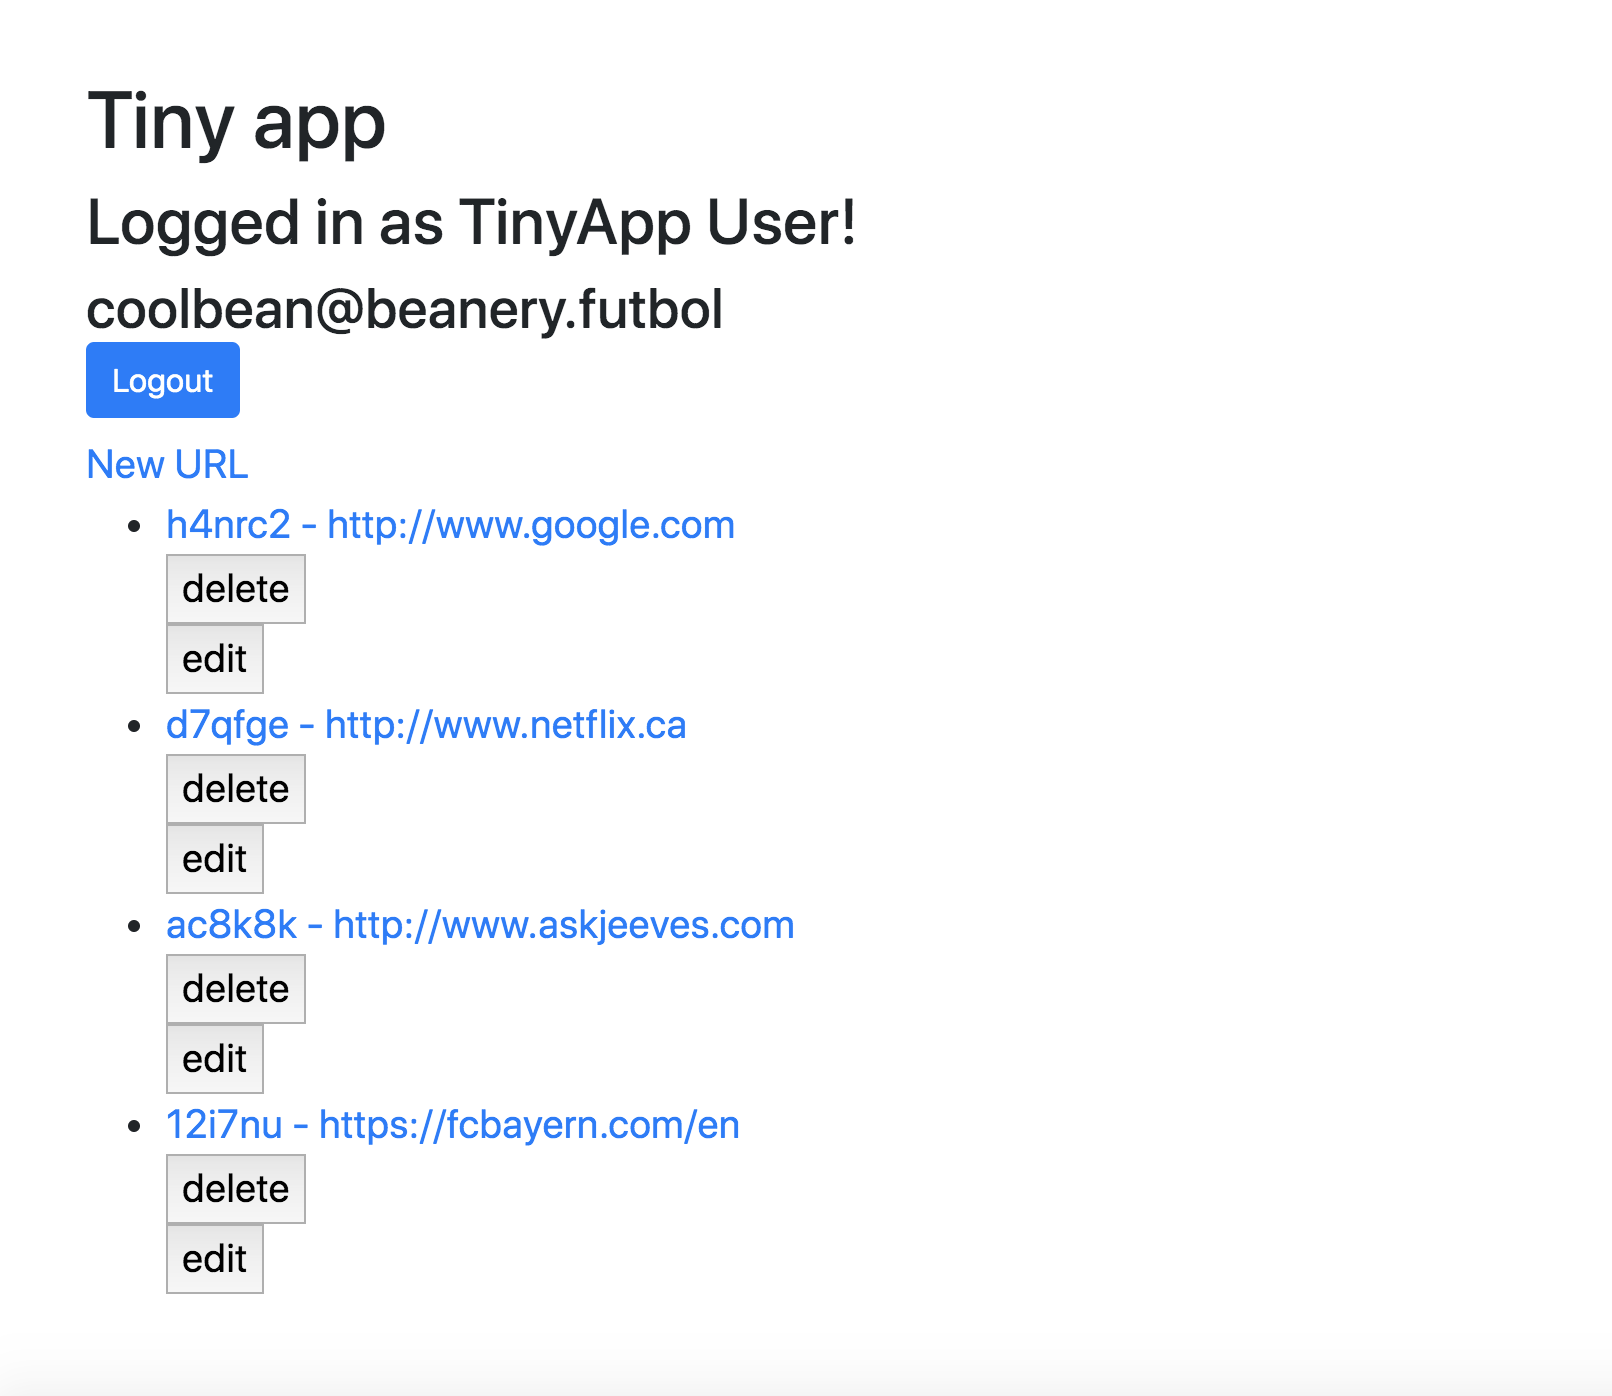 Tiny app
Logged in as TinyApp User!
coolbean@beanery.futbol
Logout
New URL
h4nrc2 - http://www.google.com
delete
edit
d7qfge - http://www.netflix.ca
delete
edit
ac8k8k - http://www.askjeeves.com
delete
edit
12i7nu - https://fcbayern.com/en
delete
edit